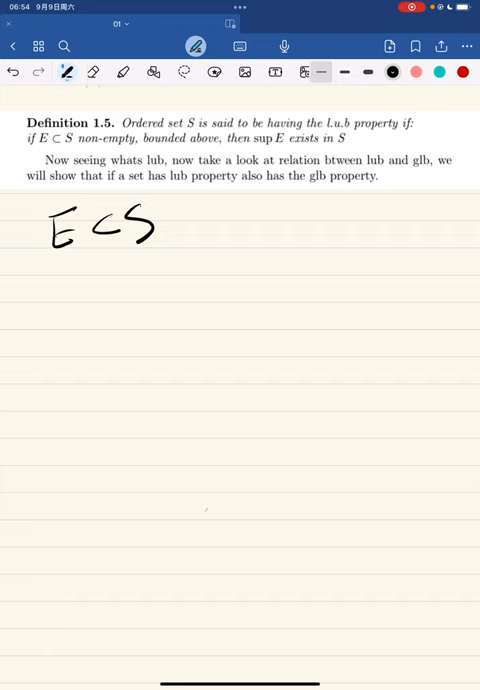 06:54 9月9日周六
01
Definition 1.5. Ordered set S is said to be having the l.u.b property if:
if E ⊂ S non-empty, bounded above, then sup E exists in S
Now seeing whats lub, now take a look at relation btween lub and glb, we
will show that if a set has lub property also has the glb property.
E ⊂ S